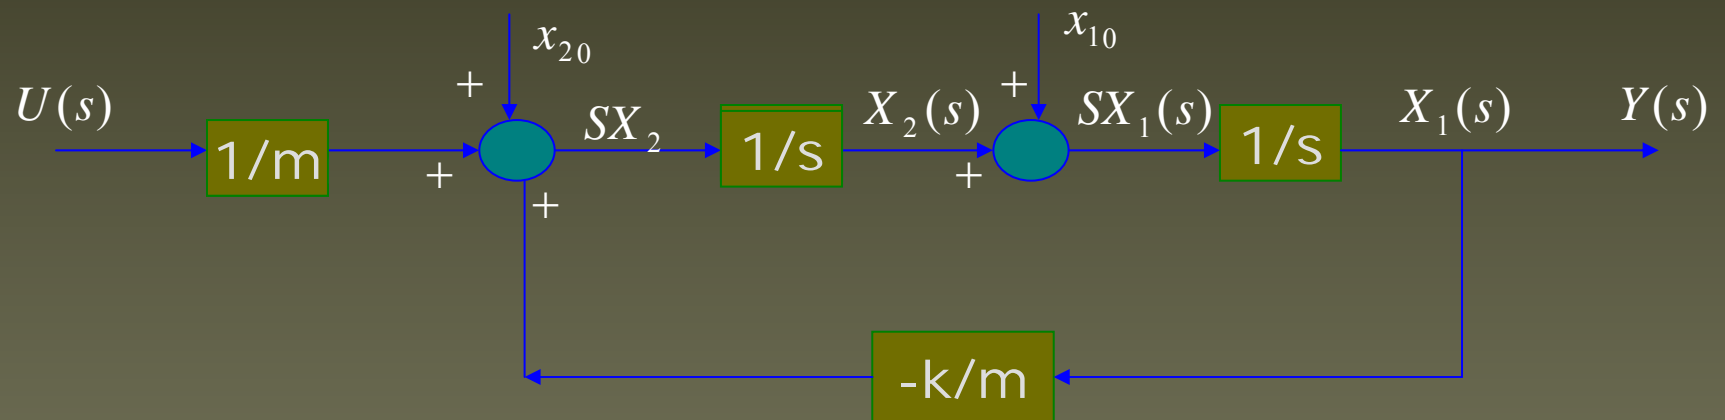 x₂₀
x₁₀
+
+
U(s)
SX₂
X₂(s)
SX₁(s)
X₁(s)
Y(s)
1/m
1/s
1/s
+
+
+
-k/m